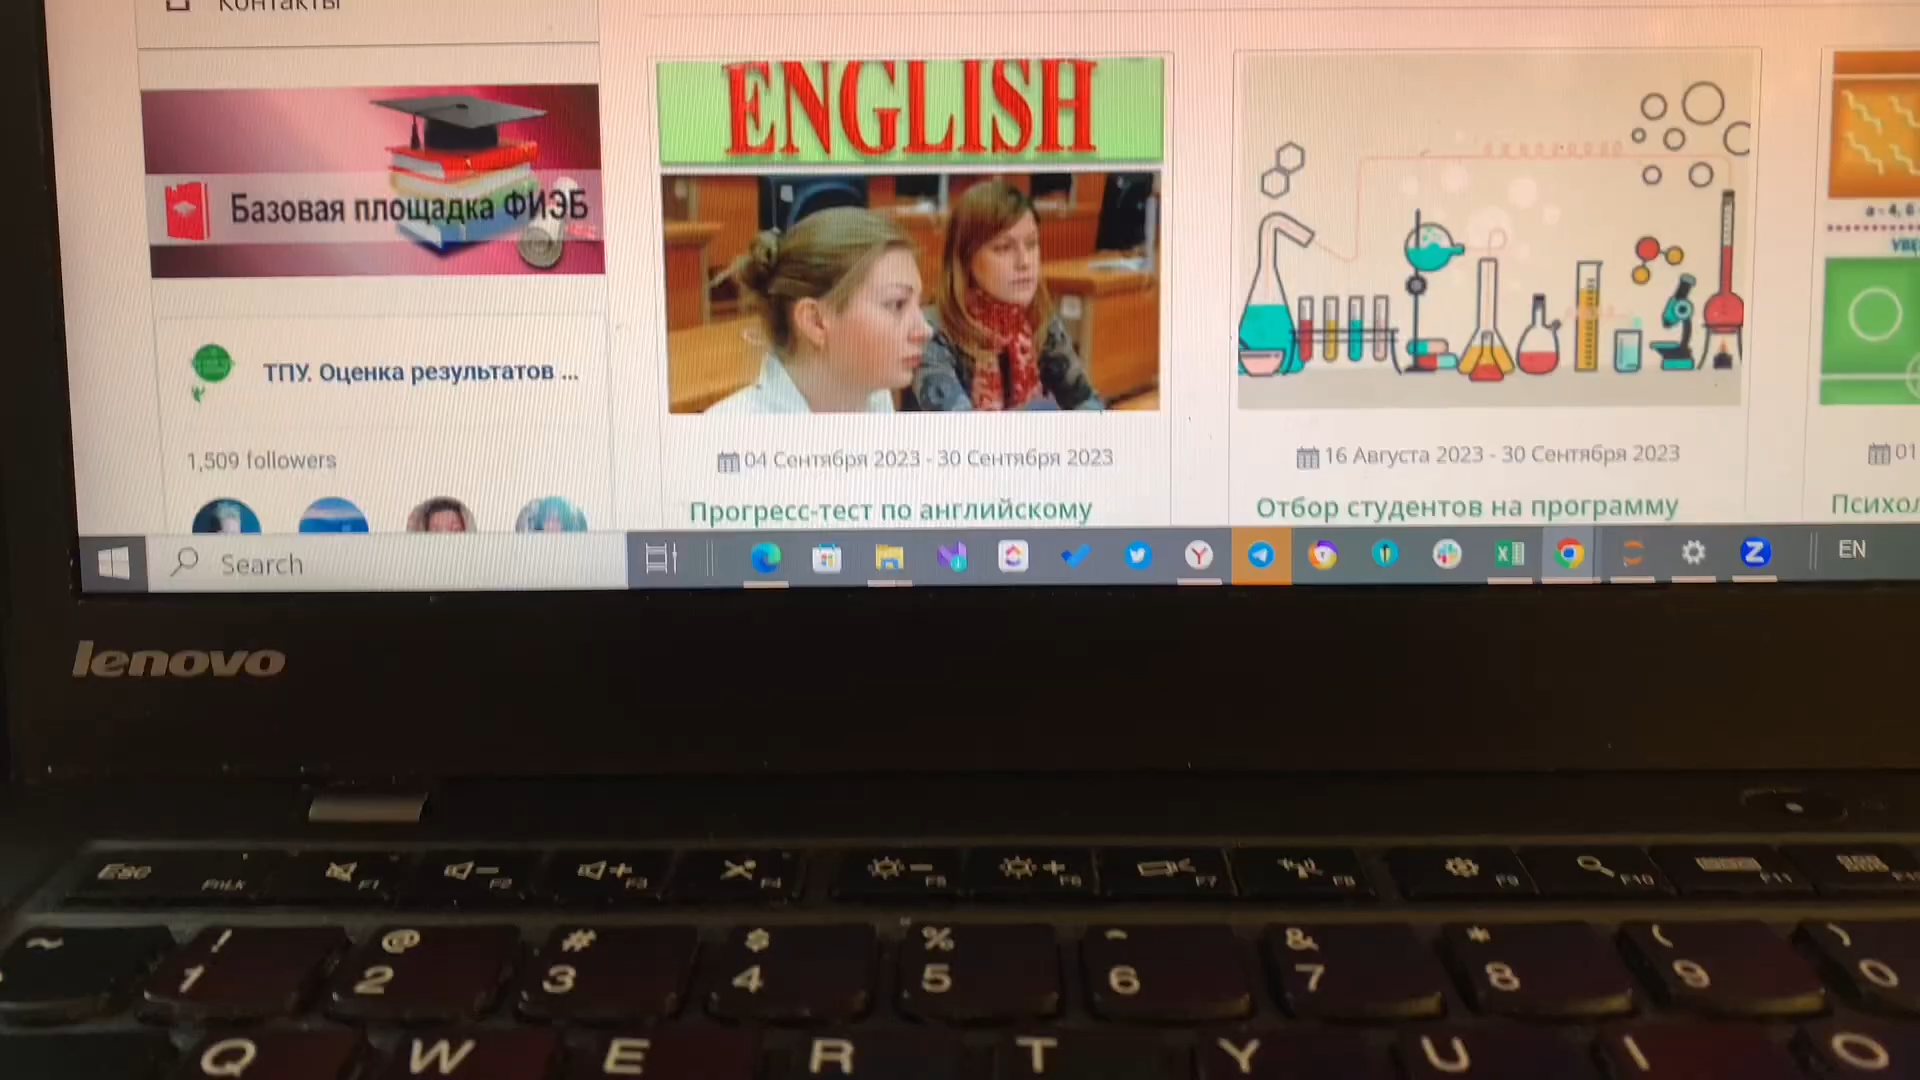 Контакты
ENGLISH
Базовая площадка ФИЭБ
ТПУ. Оценка результатов ...
1,509 followers
04 Сентября 2023 - 30 Сентября 2023
Прогресс-тест по английскому
16 Августа 2023 - 30 Сентября 2023
Отбор студентов на программу
01
Психол
Search
EN
lenovo
Esc FnLk F1 F2 F3 F4 F5 F6 F7 F8 F9 F10 F11
~ ! @ # $ % ^ & * ( )
1 2 3 4 5 6 7 8 9 0
Q W E R T Y U I O